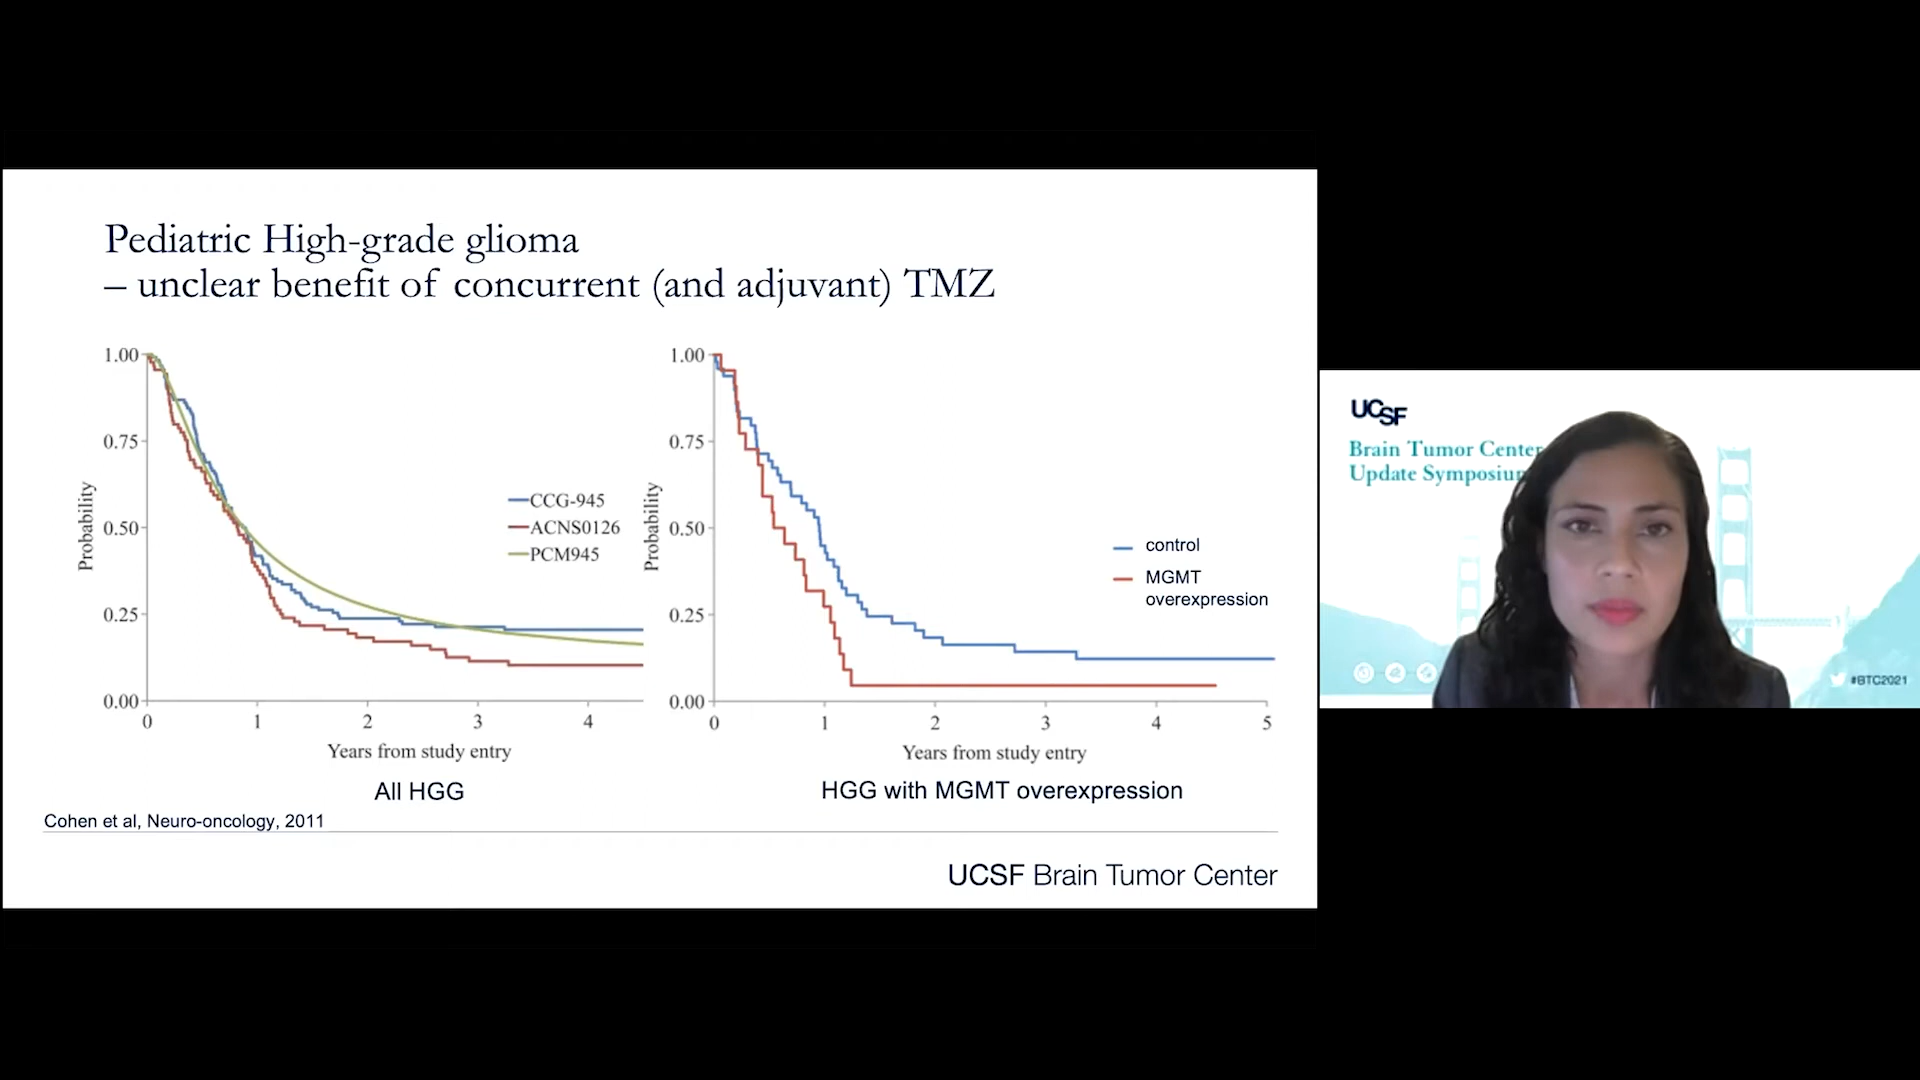 Pediatric High-grade glioma
– unclear benefit of concurrent (and adjuvant) TMZ
1.00
0.75
0.50
0.25
0.00
Probability
0 1 2 3 4
Years from study entry
CCG-945
ACNS0126
PCM945
All HGG
1.00
0.75
0.50
0.25
0.00
Probability
0 1 2 3 4 5
Years from study entry
control
MGMT
overexpression
HGG with MGMT overexpression
Cohen et al, Neuro-oncology, 2011
UCSF Brain Tumor Center
UCSF
Brain Tumor Center
Update Symposium
#BTC2021